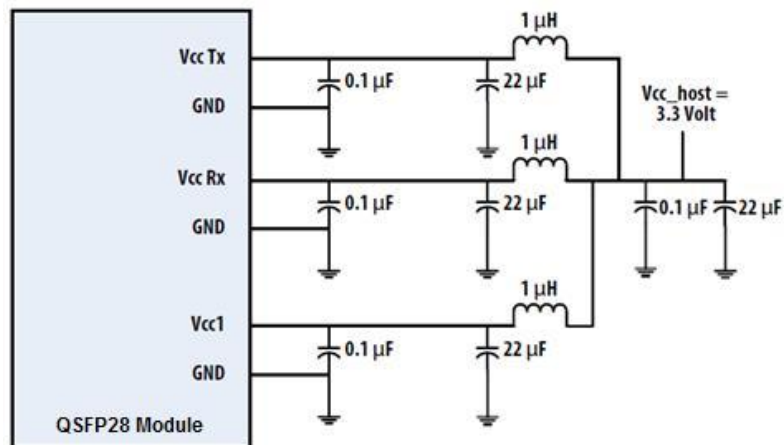 1 μH
Vcc Tx
0.1 μF
22 μF
GND
Vcc_host =
3.3 Volt
1 μH
Vcc Rx
0.1 μF
22 μF
0.1 μF
22 μF
GND
1 μH
Vcc1
0.1 μF
22 μF
GND
QSFP28 Module